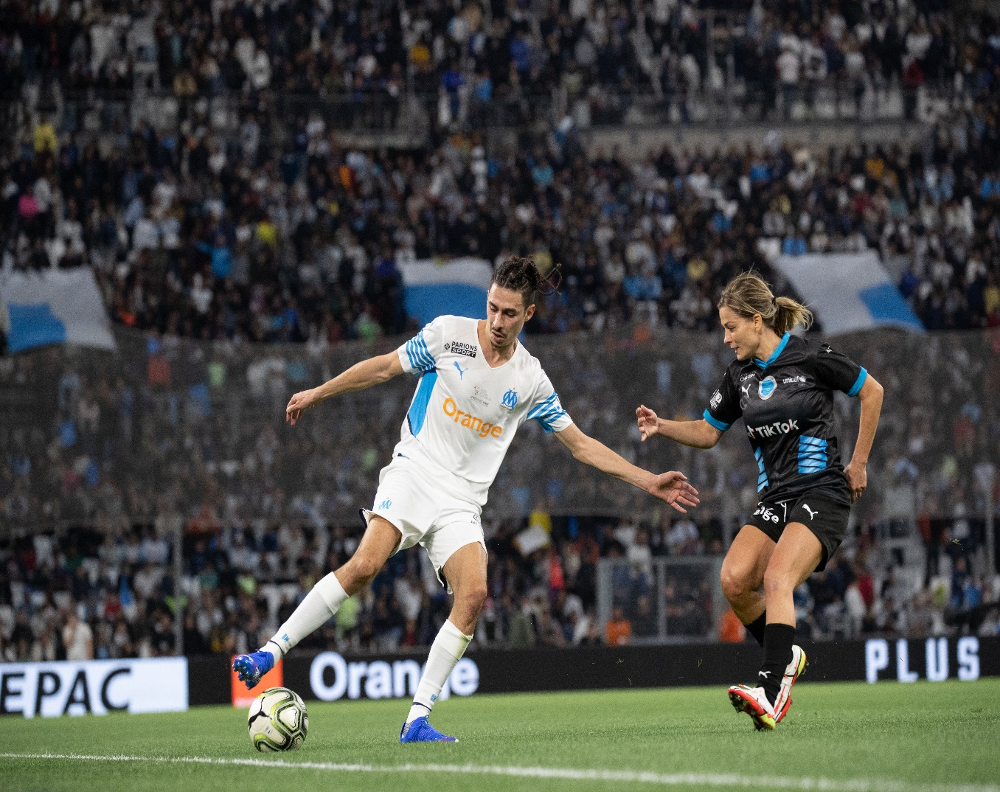 PARIONS
SPORT
Orange
unicef
TikTok
EPAC
Orange
PLUS